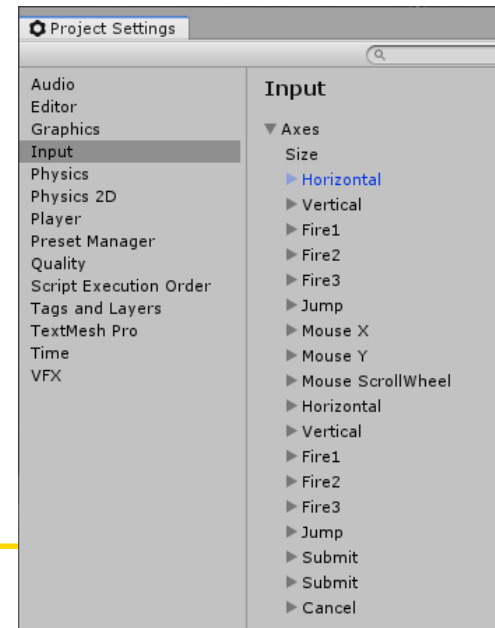 Project Settings
Audio
Editor
Graphics
Input
Physics
Physics 2D
Player
Preset Manager
Quality
Script Execution Order
Tags and Layers
TextMesh Pro
Time
VFX
Input
Axes
Size
Horizontal
Vertical
Fire1
Fire2
Fire3
Jump
Mouse X
Mouse Y
Mouse ScrollWheel
Horizontal
Vertical
Fire1
Fire2
Fire3
Jump
Submit
Submit
Cancel